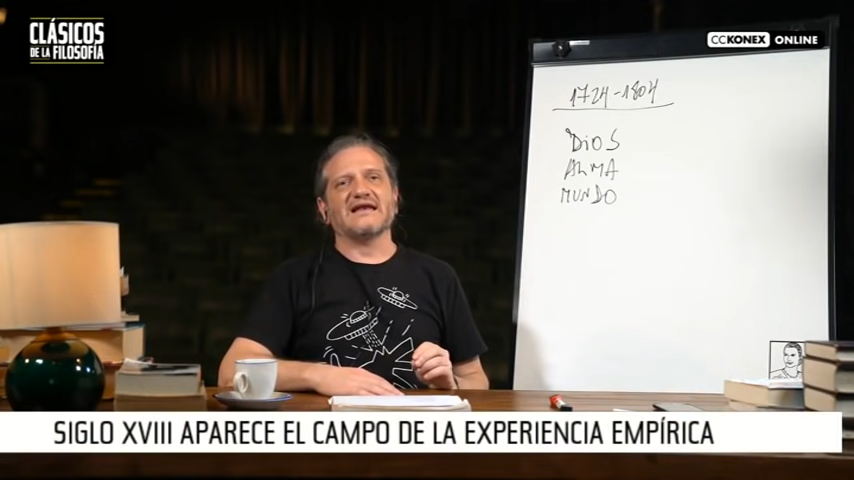 CLÁSICOS
DE LA FILOSOFÍA
CCKONEX ONLINE
1724-1804
DIOS
ALMA
MUNDO
SIGLO XVIII APARECE EL CAMPO DE LA EXPERIENCIA EMPÍRICA